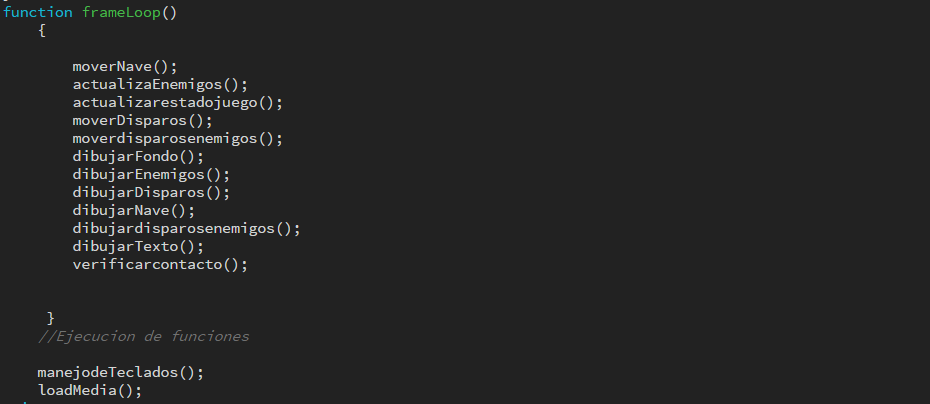 function frameLoop()
{
moverNave();
actualizaEnemigos();
actualizarestadojuego();
moverDisparos();
moverdisparosenemigos();
dibujarFondo();
dibujarEnemigos();
dibujarDisparos();
dibujarNave();
dibujardisparosenemigos();
dibujarTexto();
verificarcontacto();
}
//Ejecucion de funciones
manejodeTeclados();
loadMedia();